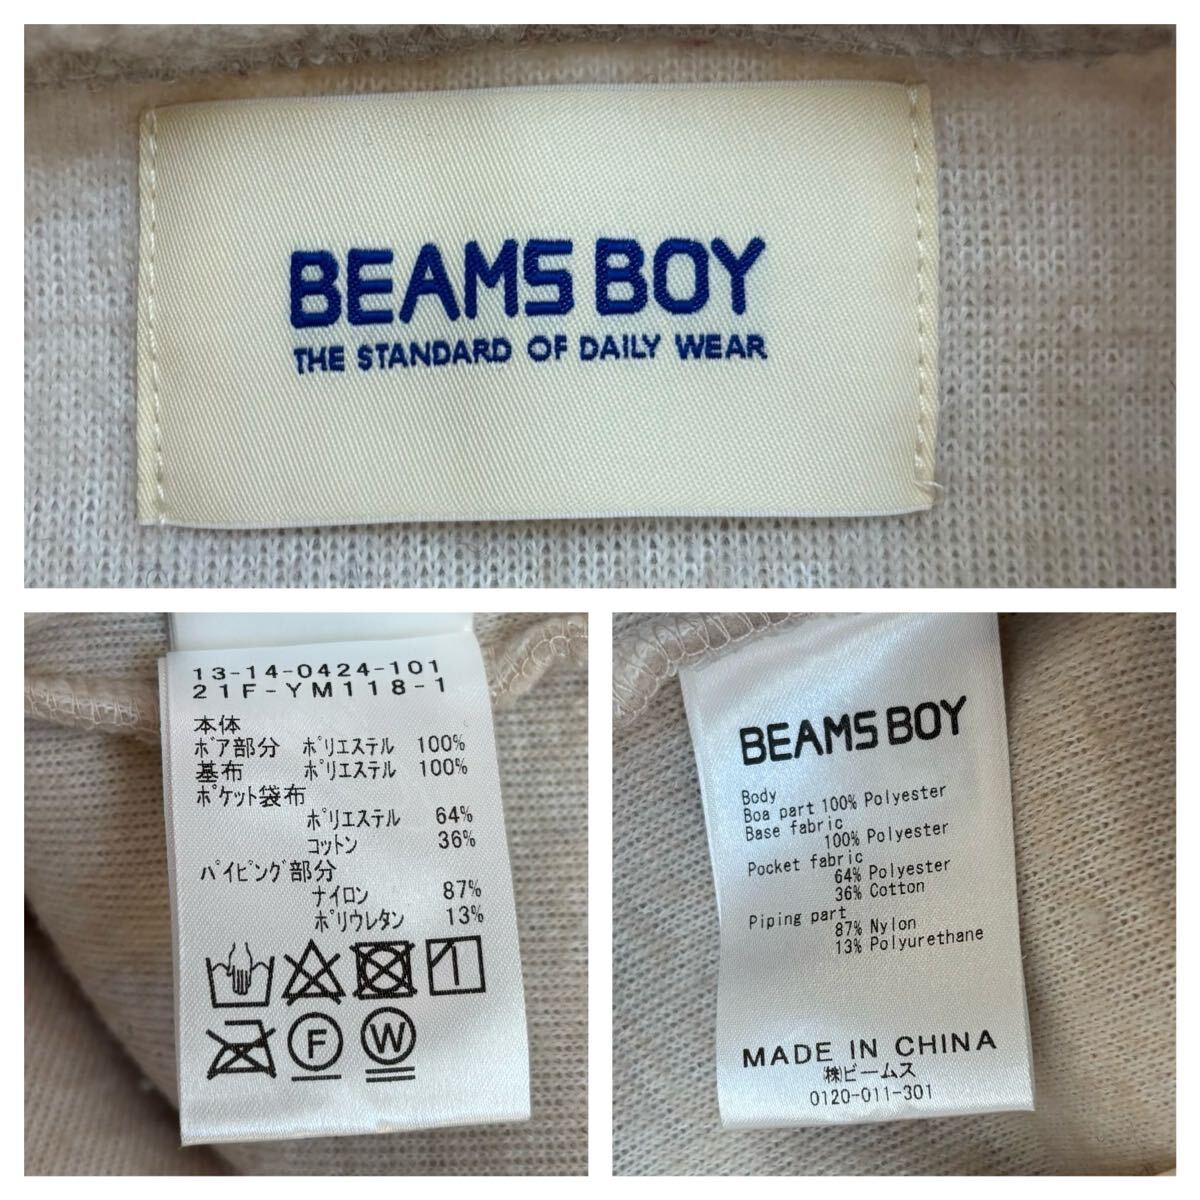 BEAMS BOY
THE STANDARD OF DAILY WEAR
13-14-0424-101
21F-YM118-1
本体
ボア部分 ポリエステル 100%
基布 ポリエステル 100%
ポケット袋布
ポリエステル 64%
コットン 36%
パイピング部分
ナイロン 87%
ポリウレタン 13%
F
W
BEAMS BOY
Body
Boa part 100% Polyester
Base fabric
100% Polyester
Pocket fabric
64% Polyester
36% Cotton
Piping part
87% Nylon
13% Polyurethane
MADE IN CHINA
㈱ビームス
0120-011-301